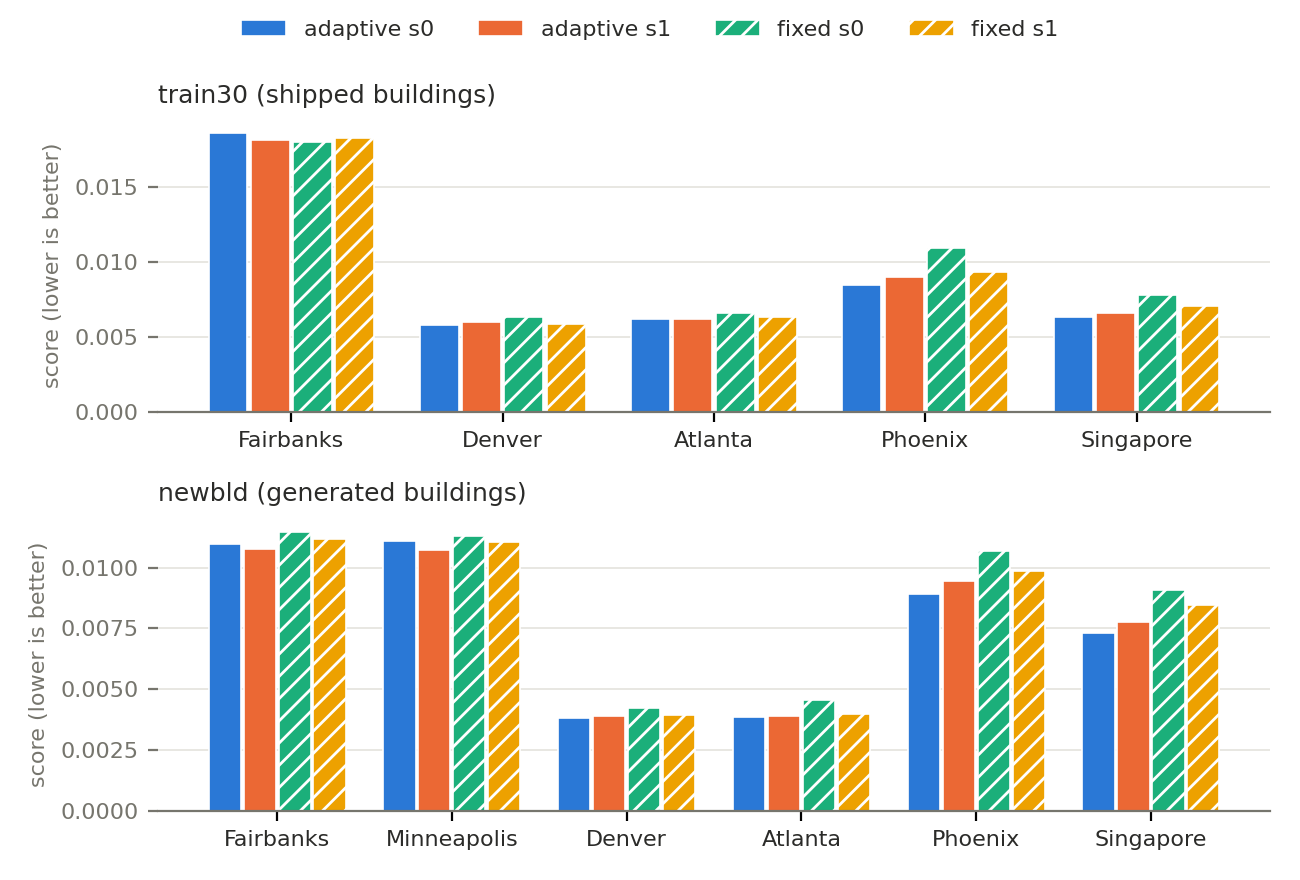 adaptive s0 adaptive s1 fixed s0 fixed s1
train30 (shipped buildings)
score (lower is better)
0.015
0.010
0.005
0.000
Fairbanks Denver Atlanta Phoenix Singapore
newbld (generated buildings)
score (lower is better)
0.0100
0.0075
0.0050
0.0025
0.0000
Fairbanks Minneapolis Denver Atlanta Phoenix Singapore